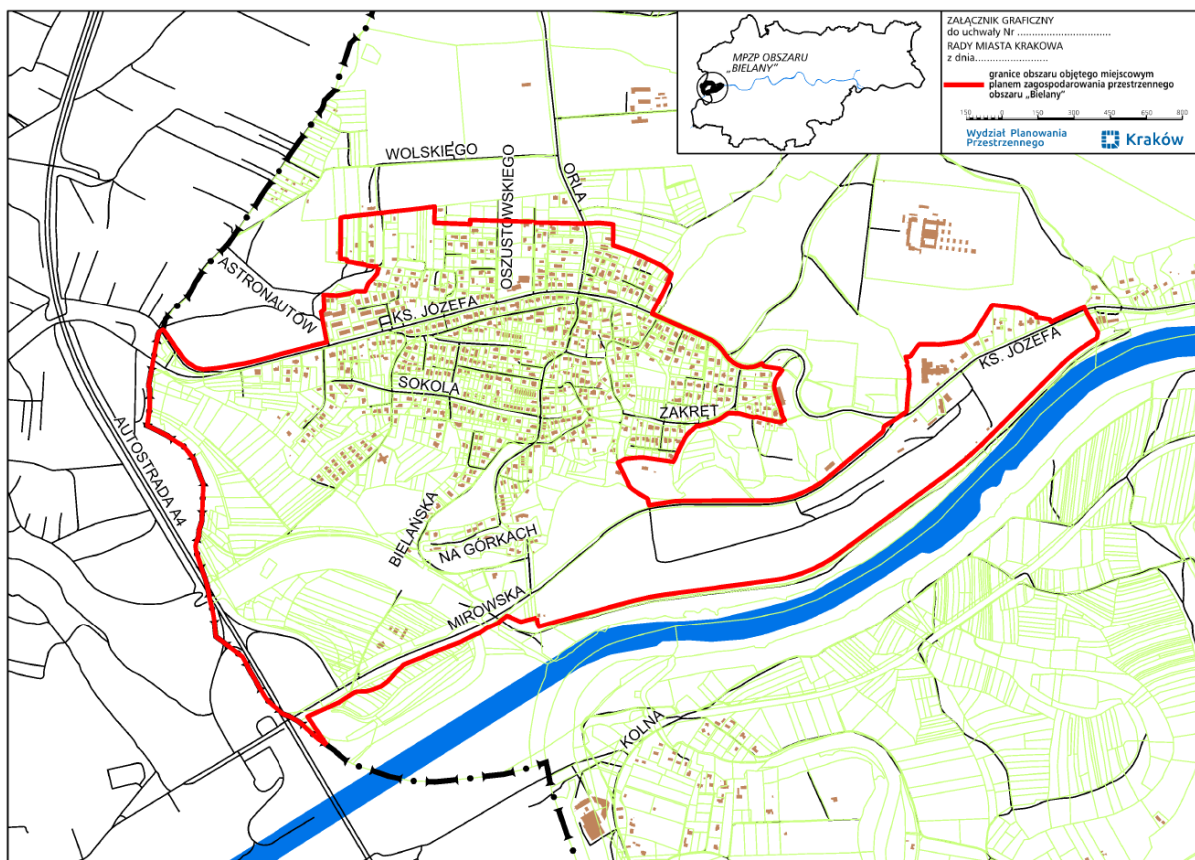 MPZP OBSZARU
„BIELANY”
ZAŁĄCZNIK GRAFICZNY
do uchwały Nr ................................
RADY MIASTA KRAKOWA
z dnia.........................
granice obszaru objętego miejscowym
planem zagospodarowania przestrzennego
obszaru „Bielany”
150 0 150 300 450 600
Wydział Planowania
Przestrzennego
Kraków
WOLSKIEGO
OSZUSTOWSKIEGO
ORLA
ASTRONAUTÓW
KS. JÓZEFA
KS. JÓZEFA
SOKOLA
ZAKRĘT
AUTOSTRADA A4
BIELAŃSKA
NA GÓRKACH
MIROWSKA
KOLNA